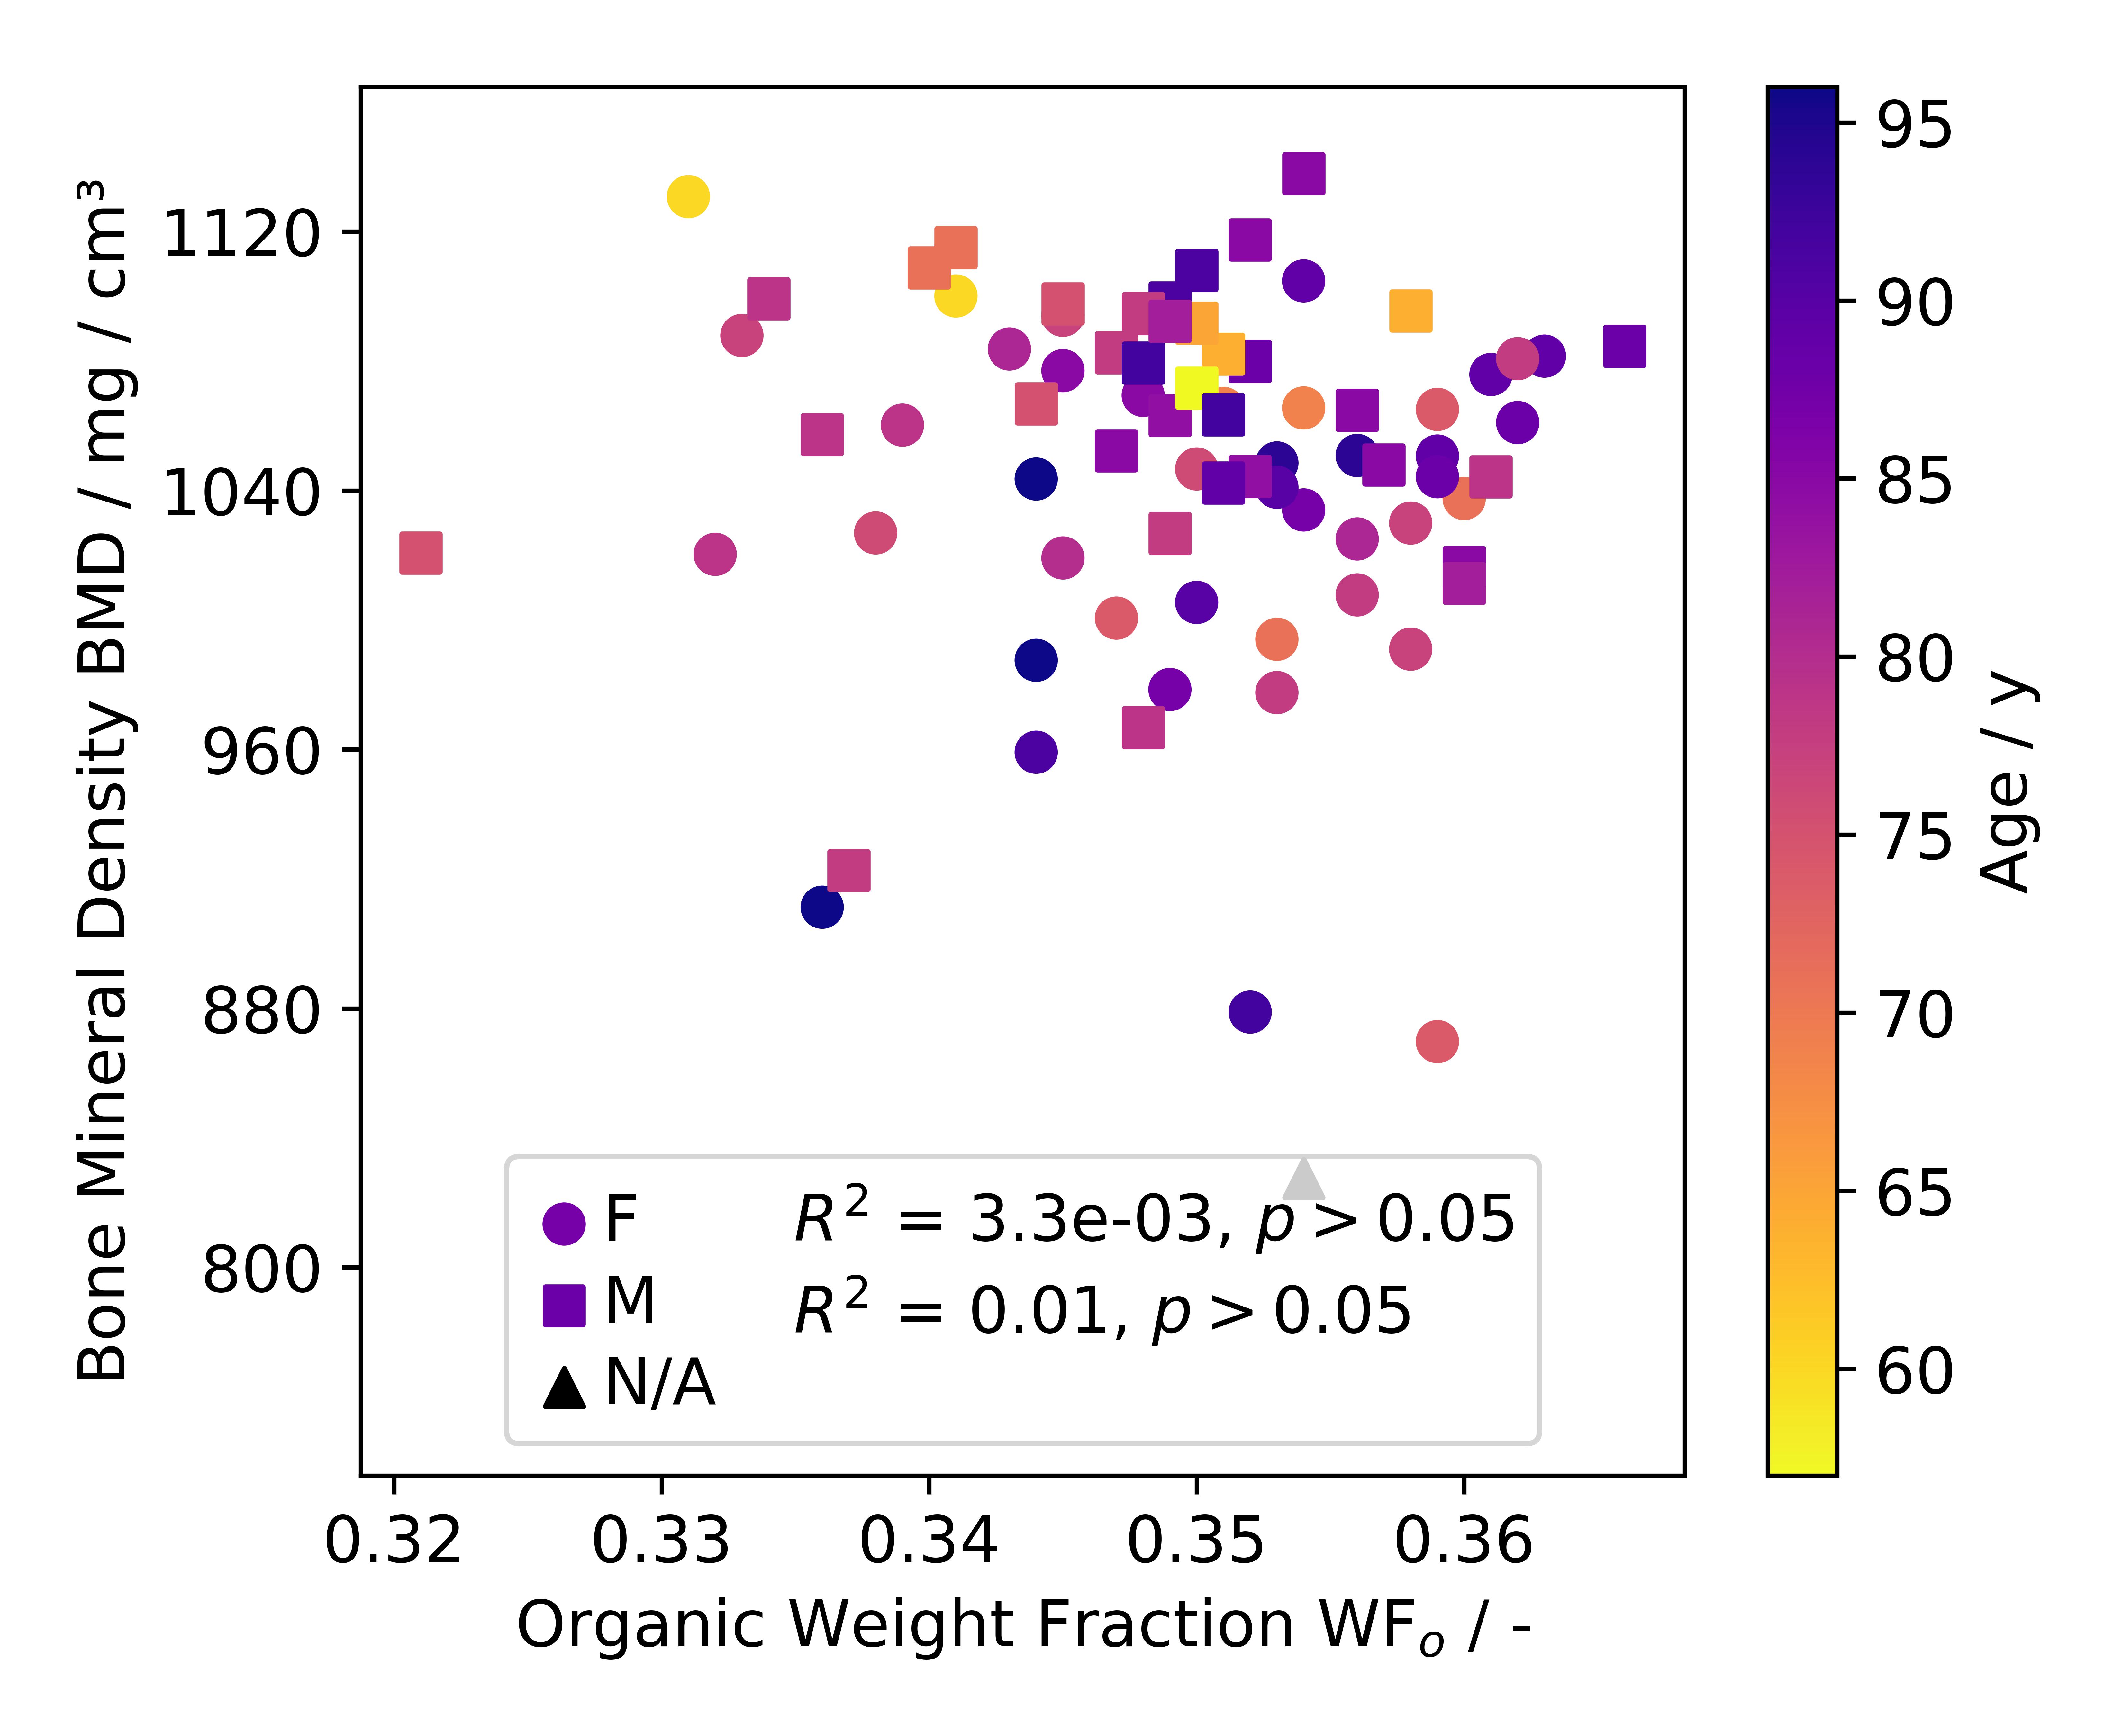 Bone Mineral Density BMD / mg / cm³
1120
1040
960
880
800
F R² = 3.3e-03, p > 0.05
M R² = 0.01, p > 0.05
N/A
0.32 0.33 0.34 0.35 0.36
Organic Weight Fraction WFₒ / -
95
90
85
80
75
70
65
60
Age / y